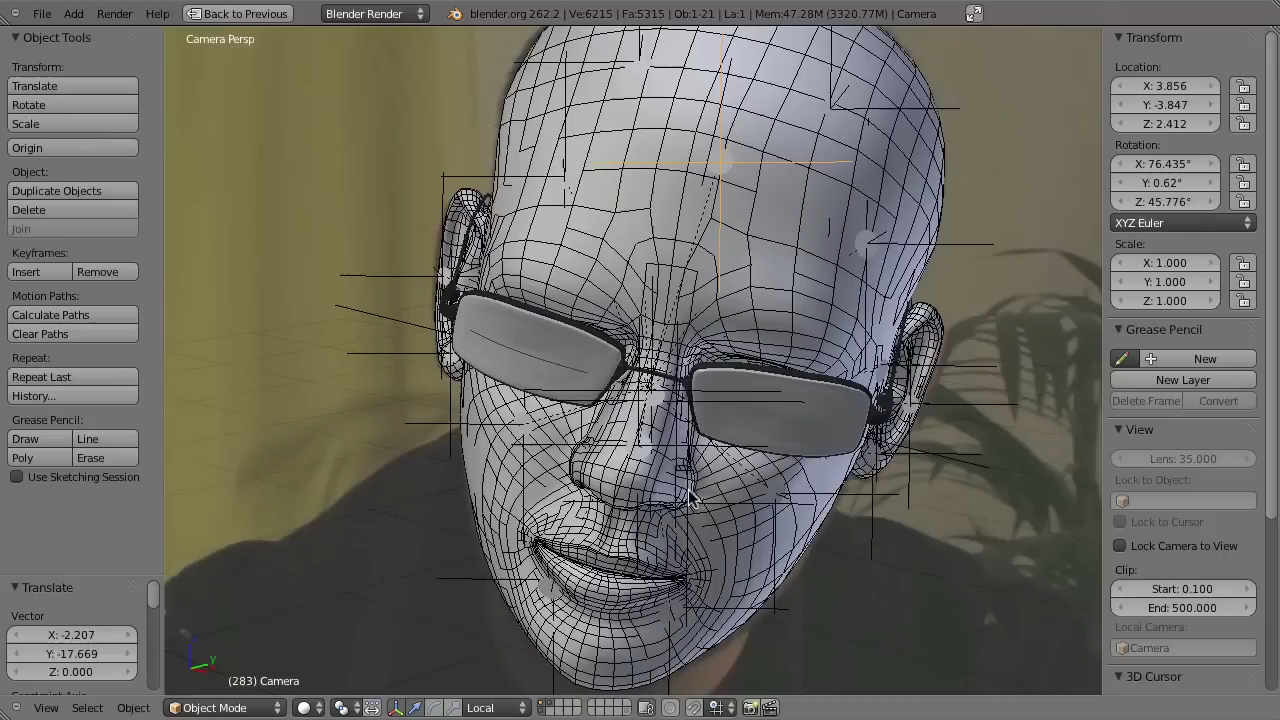 File Add Render Help Back to Previous Blender Render blender.org 262.2 | Ve:6215 | Fa:5315 | Ob:1-21 | La:1 | Mem:47.28M (3320.77M) | Camera
Object Tools
Transform:
Translate
Rotate
Scale
Origin
Object:
Duplicate Objects
Delete
Join
Keyframes:
Insert Remove
Motion Paths:
Calculate Paths
Clear Paths
Repeat:
Repeat Last
History...
Grease Pencil:
Draw Line
Poly Erase
Use Sketching Session
Translate
Vector
X: -2.207
Y: -17.669
Z: 0.000
Camera Persp
y
(283) Camera
Transform
Location:
X: 3.856
Y: -3.847
Z: 2.412
Rotation:
X: 76.435°
Y: 0.62°
Z: 45.776°
XYZ Euler
Scale:
X: 1.000
Y: 1.000
Z: 1.000
Grease Pencil
New
New Layer
Delete Frame Convert
View
Lens: 35.000
Lock to Object:
Lock to Cursor
Lock Camera to View
Clip:
Start: 0.100
End: 500.000
Local Camera:
Camera
3D Cursor
View Select Object Object Mode Local